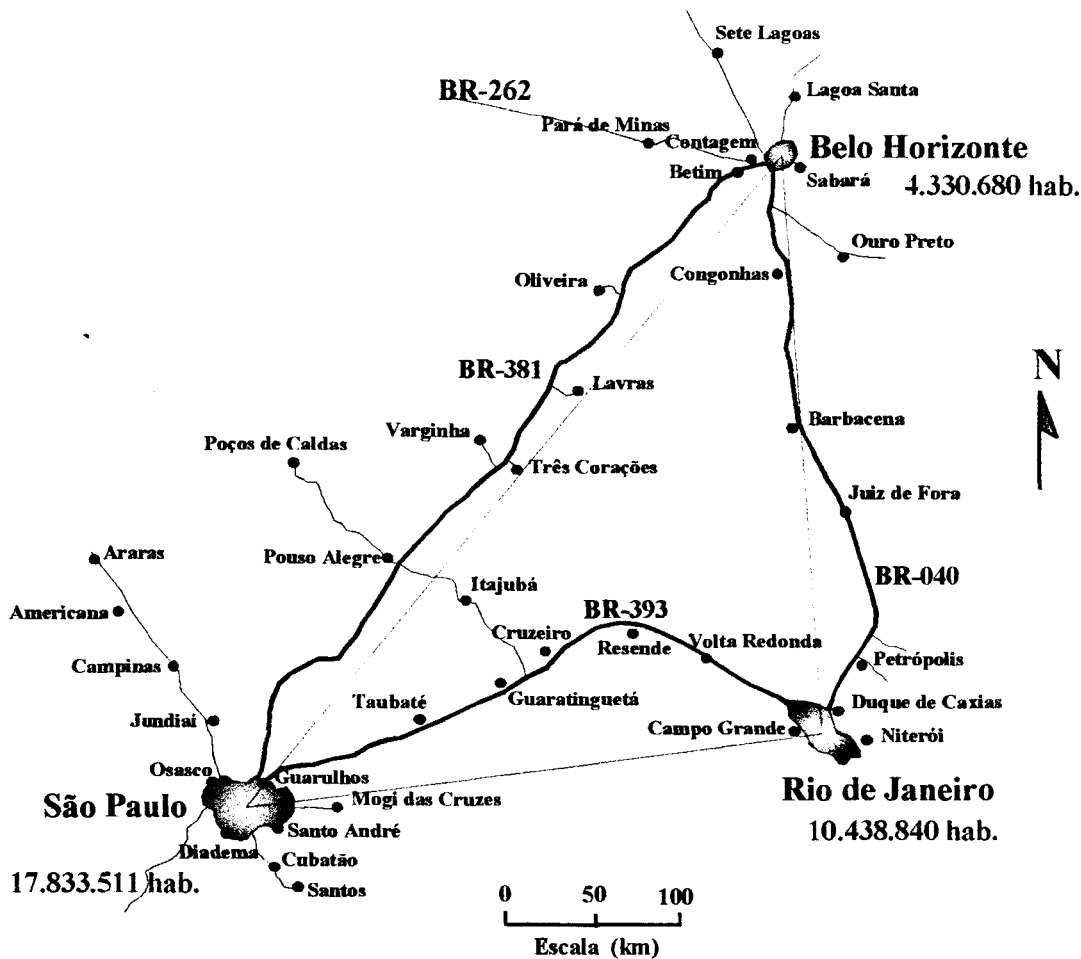 Sete Lagoas
BR-262
Lagoa Santa
Pará de Minas
Contagem
Belo Horizonte
Betim
Sabará
4.330.680 hab.
Ouro Preto
Congonhas
Oliveira
N
BR-381
Lavras
Varginha
Barbacena
Poços de Caldas
Três Corações
Juiz de Fora
Araras
Pouso Alegre
Itajubá
BR-040
Americana
BR-393
Cruzeiro
Resende
Volta Redonda
Campinas
Petrópolis
Taubaté
Guaratinguetá
Duque de Caxias
Jundiaí
Campo Grande
Niterói
Osasco
Guarulhos
São Paulo
Mogi das Cruzes
Rio de Janeiro
Santo André
10.438.840 hab.
Diadema
Cubatão
17.833.511 hab.
Santos
0 50 100
Escala (km)